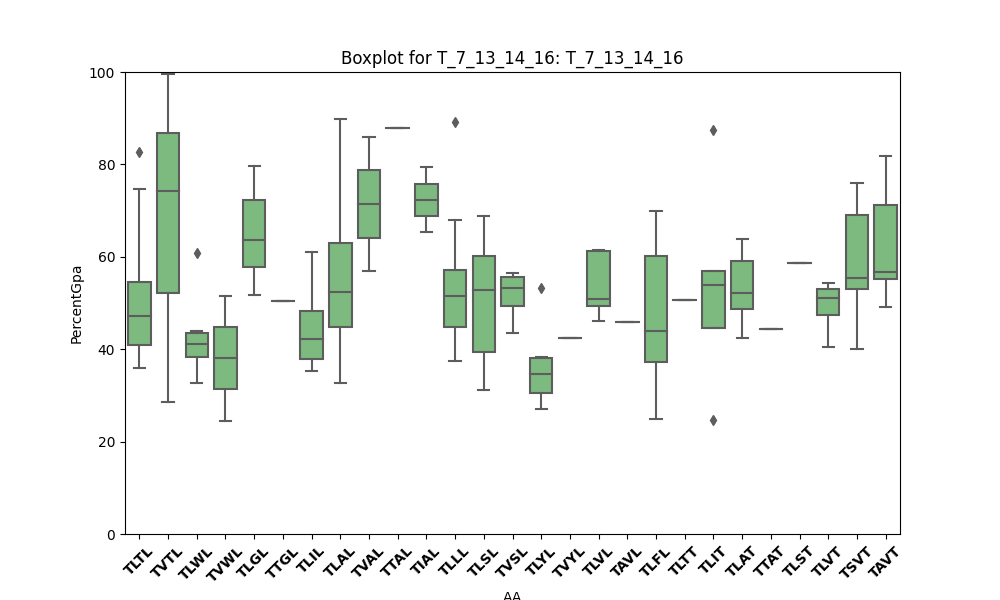 Boxplot for T_7_13_14_16: T_7_13_14_16
100
80
60
40
20
0
PercentGpa
TLTL TVTL TLWL TVWL TLGL TTGL TLIL TLAL TVAL TTAL TIAL TLLL TLSL TVSL TLYL TVYL TLVL TAVL TLFL TLTT TLIT TLAT TTAT TLST TLVT TSVT TAVT
AA